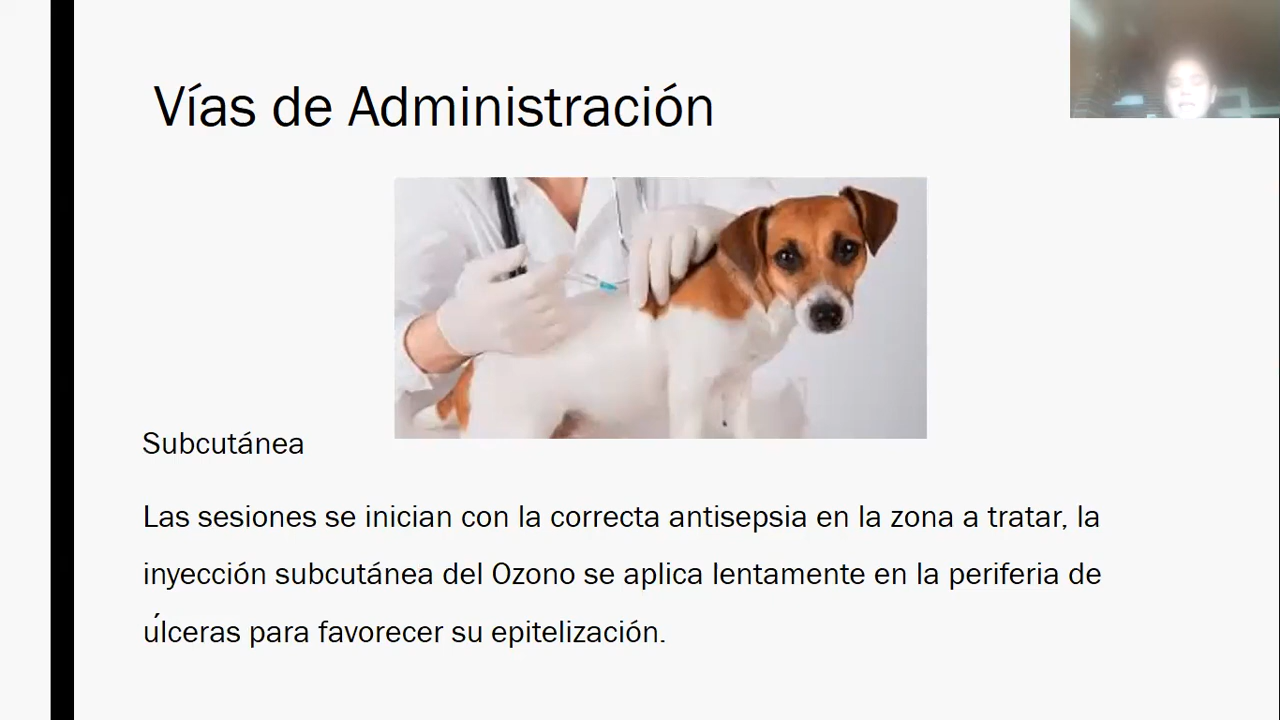 Vías de Administración
Subcutánea
Las sesiones se inician con la correcta antisepsia en la zona a tratar, la
inyección subcutánea del Ozono se aplica lentamente en la periferia de
úlceras para favorecer su epitelización.